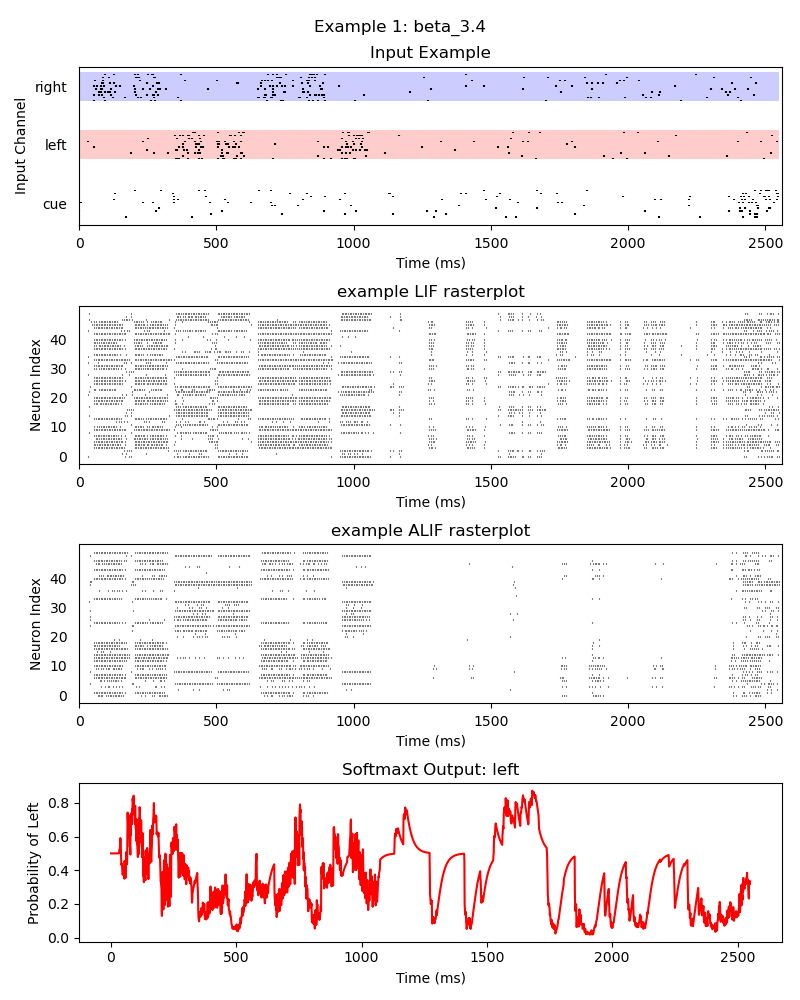 Example 1: beta_3.4
Input Example
Input Channel
right
left
cue
0 500 1000 1500 2000 2500
Time (ms)
example LIF rasterplot
Neuron Index
40
30
20
10
0
0 500 1000 1500 2000 2500
Time (ms)
example ALIF rasterplot
Neuron Index
40
30
20
10
0
0 500 1000 1500 2000 2500
Time (ms)
Softmaxt Output: left
Probability of Left
0.8
0.6
0.4
0.2
0.0
0 500 1000 1500 2000 2500
Time (ms)